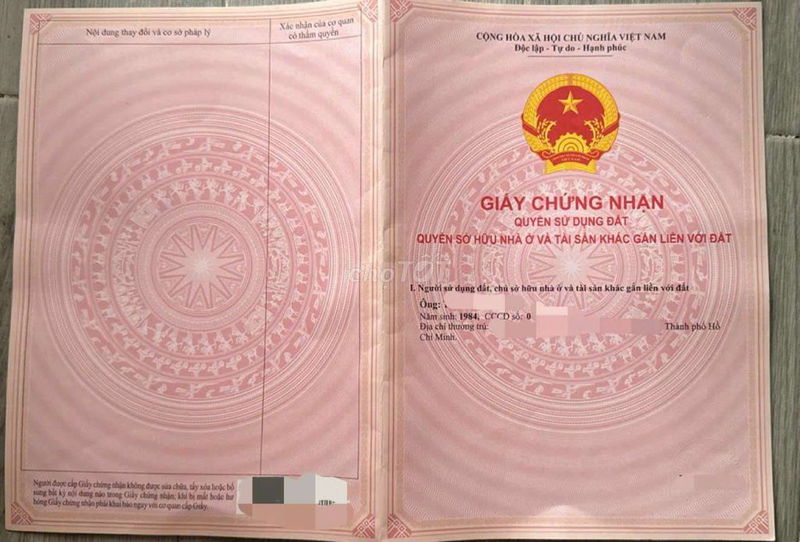 Nội dung thay đổi và cơ sở pháp lý
Xác nhận của cơ quan
có thẩm quyền
Người được cấp Giấy chứng nhận không được sửa chữa, tẩy xóa hoặc bổ
sung bất kỳ nội dung nào trong Giấy chứng nhận; khi bị mất hoặc hư
hỏng Giấy chứng nhận phải khai báo ngay với cơ quan cấp Giấy.
CỘNG HÒA XÃ HỘI CHỦ NGHĨA VIỆT NAM
Độc lập - Tự do - Hạnh phúc
GIẤY CHỨNG NHẬN
QUYỀN SỬ DỤNG ĐẤT
QUYỀN SỞ HỮU NHÀ Ở VÀ TÀI SẢN KHÁC GẮN LIỀN VỚI ĐẤT
chợTỐT
I. Người sử dụng đất, chủ sở hữu nhà ở và tài sản khác gắn liền với đất
Ông:
Năm sinh: 1984, CCCD số: 0
Địa chỉ thường trú: Thành phố Hồ
Chí Minh.